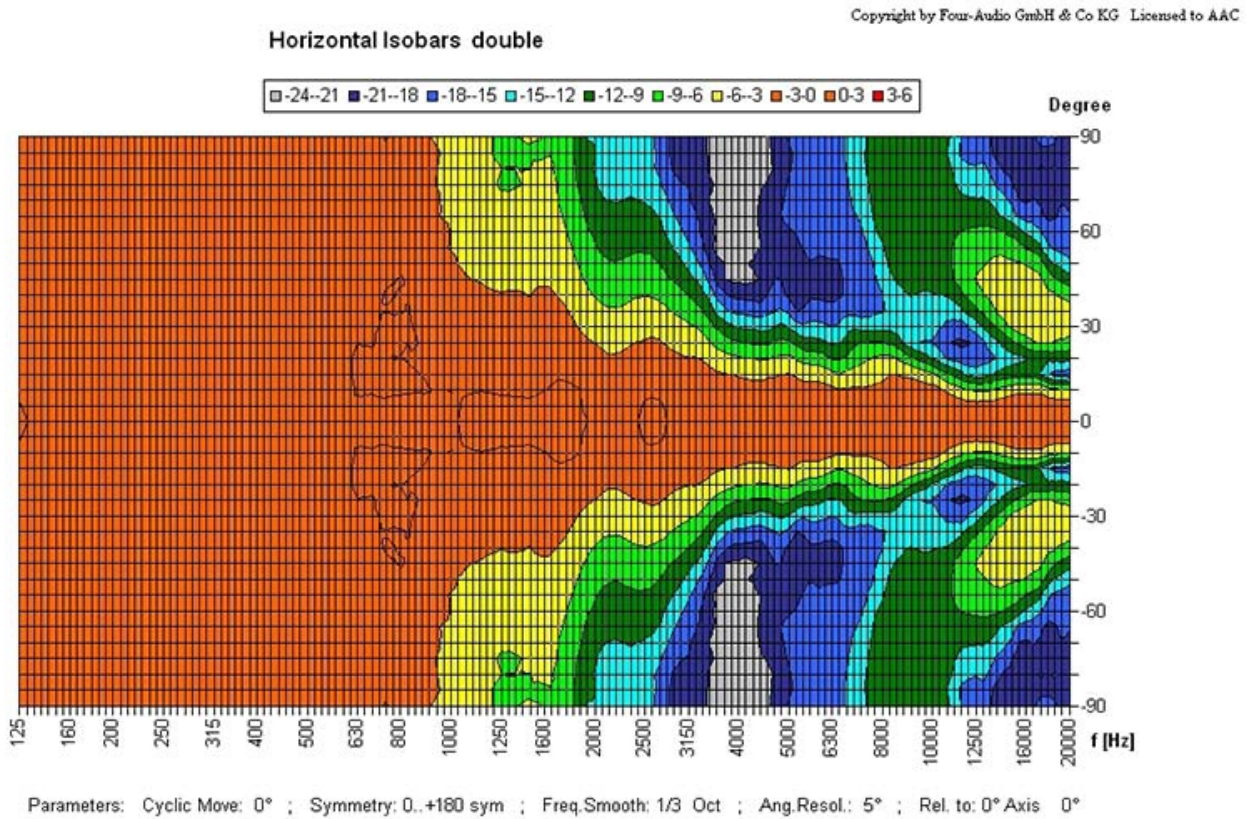 Copyright by Four-Audio GmbH & Co KG Licensed to AAC
Horizontal Isobars double
-24--21 -21--18 -18--15 -15--12 -12--9 -9--6 -6--3 -3-0 0-3 3-6
Degree
90
60
30
0
-30
-60
-90
125 160 200 250 315 400 500 630 800 1000 1250 1600 2000 2500 3150 4000 5000 6300 8000 10000 12500 16000 20000
f [Hz]
Parameters: Cyclic Move: 0° ; Symmetry: 0..+180 sym ; Freq.Smooth: 1/3 Oct ; Ang.Resol.: 5° ; Rel. to: 0° Axis 0°